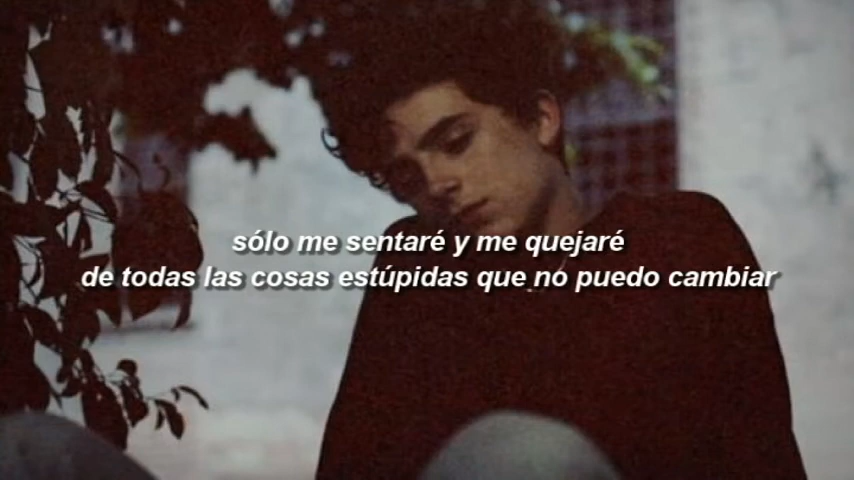 sólo me sentaré y me quejaré
de todas las cosas estúpidas que no puedo cambiar